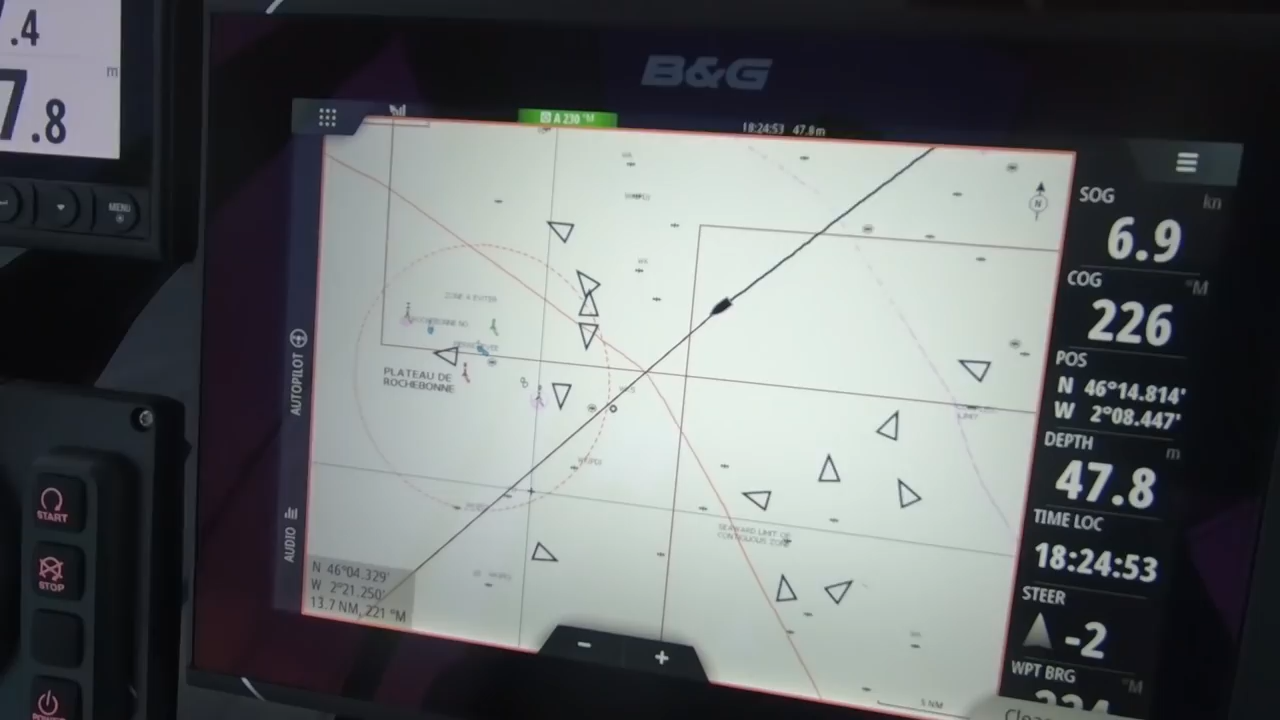 .4
m
7.8
MENU
START
STOP
B&G
A 230 °M
18:24:53 47.8m
AUTOPILOT
AUDIO
N
ZONE A EVITER
PLATEAU DE
ROCHEBONNE
LIMIT
SEAWARD LIMIT OF
CONTIGUOUS ZONE
N 46°04.329'
W 2°21.250'
13.7 NM, 221 °M
−
+
5 NM
SOG
kn
6.9
COG
°M
226
POS
N 46°14.814'
W 2°08.447'
DEPTH
m
47.8
TIME LOC
18:24:53
STEER
-2
WPT BRG
°M